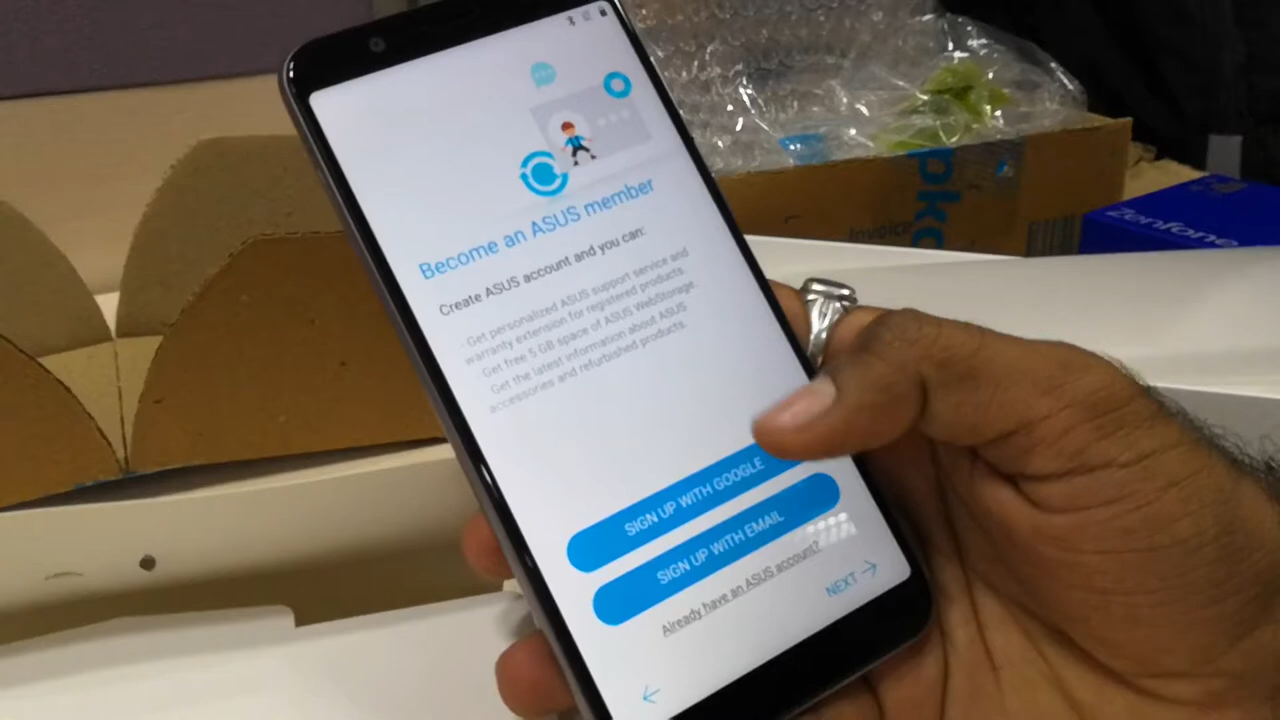 Become an ASUS member
Create ASUS account and you can:
- Get personalized ASUS support service and
warranty extension for registered products.
Get free 5 GB space of ASUS WebStorage.
Get the latest information about ASUS
accessories and refurbished products.
SIGN UP WITH GOOGLE
SIGN UP WITH EMAIL
Already have an ASUS account?
NEXT
pka
Invoice
Zenfone